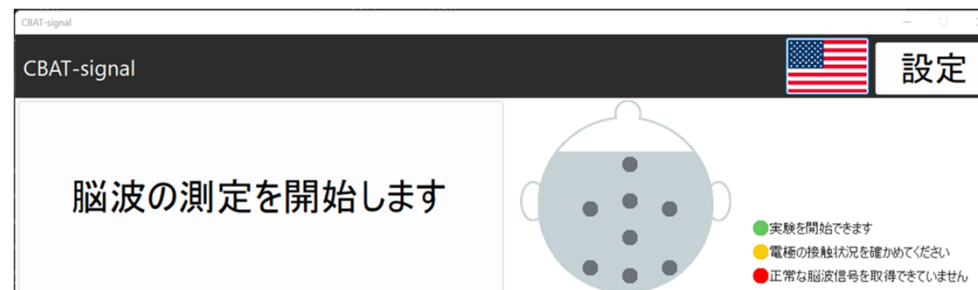 CBAT-signal
CBAT-signal
設定
脳波の測定を開始します
実験を開始できます
電極の接触状況を確かめてください
正常な脳波信号を取得できていません